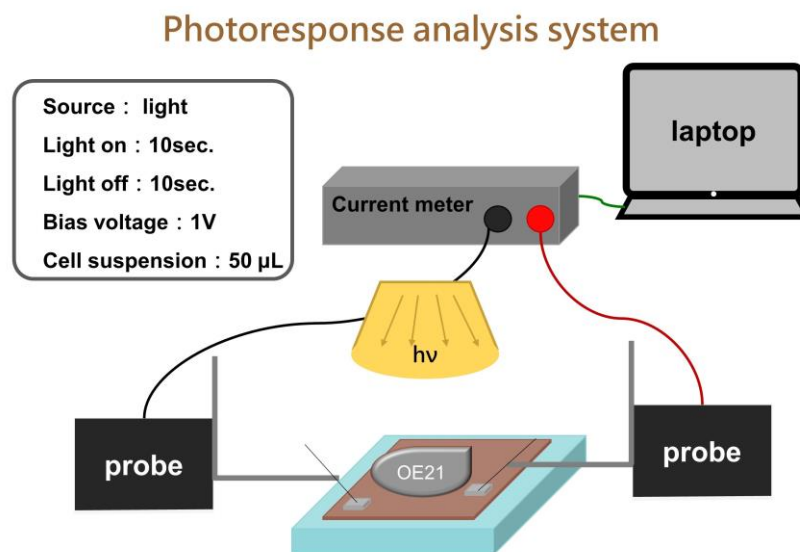 Photoresponse analysis system
Source : light
Light on : 10sec.
Light off : 10sec.
Bias voltage : 1V
Cell suspension : 50 μL
laptop
Current meter
hν
probe
OE21
probe